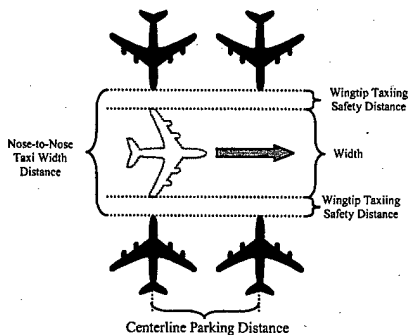 Wingtip Taxiing
Safety Distance
Nose-to-Nose
Taxi Width
Distance
Width
Wingtip Taxiing
Safety Distance
Centerline Parking Distance